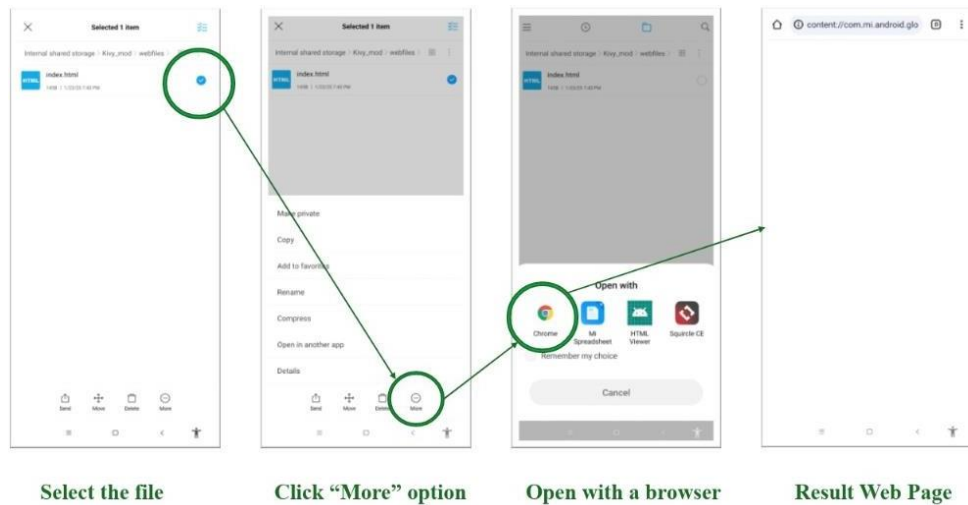 Selected 1 item
Internal shared storage / Kivy_mod / webfiles /
HTML
index.html
Send
Move
Delete
More
Select the file
Selected 1 item
Internal shared storage / Kivy_mod / webfiles /
HTML
index.html
Make private
Copy
Add to favorites
Rename
Compress
Open in another app
Details
Send
Move
Delete
More
Click “More” option
Internal shared storage / Kivy_mod / webfiles /
HTML
index.html
Open with
Chrome
Mi Spreadsheet
HTML Viewer
Squircle CE
Remember my choice
Cancel
Open with a browser
content://com.mi.android.glo
Result Web Page